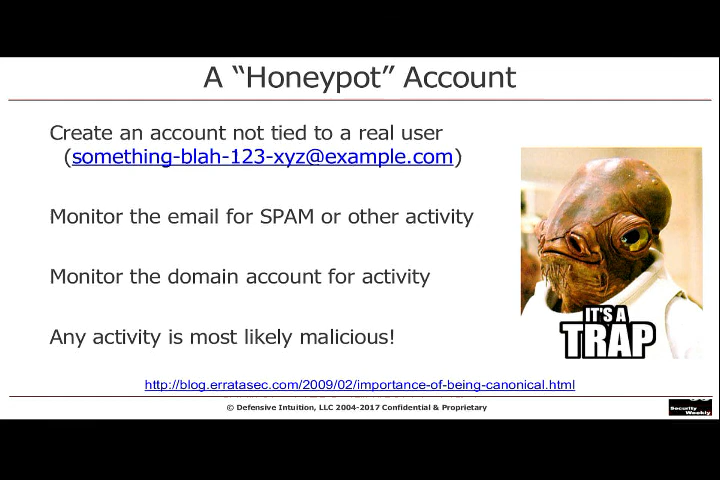 A “Honeypot” Account
Create an account not tied to a real user
(something-blah-123-xyz@example.com)
Monitor the email for SPAM or other activity
Monitor the domain account for activity
Any activity is most likely malicious!
IT'S A
TRAP
http://blog.erratasec.com/2009/02/importance-of-being-canonical.html
© Defensive Intuition, LLC 2004-2017 Confidential & Proprietary
Security
Weekly